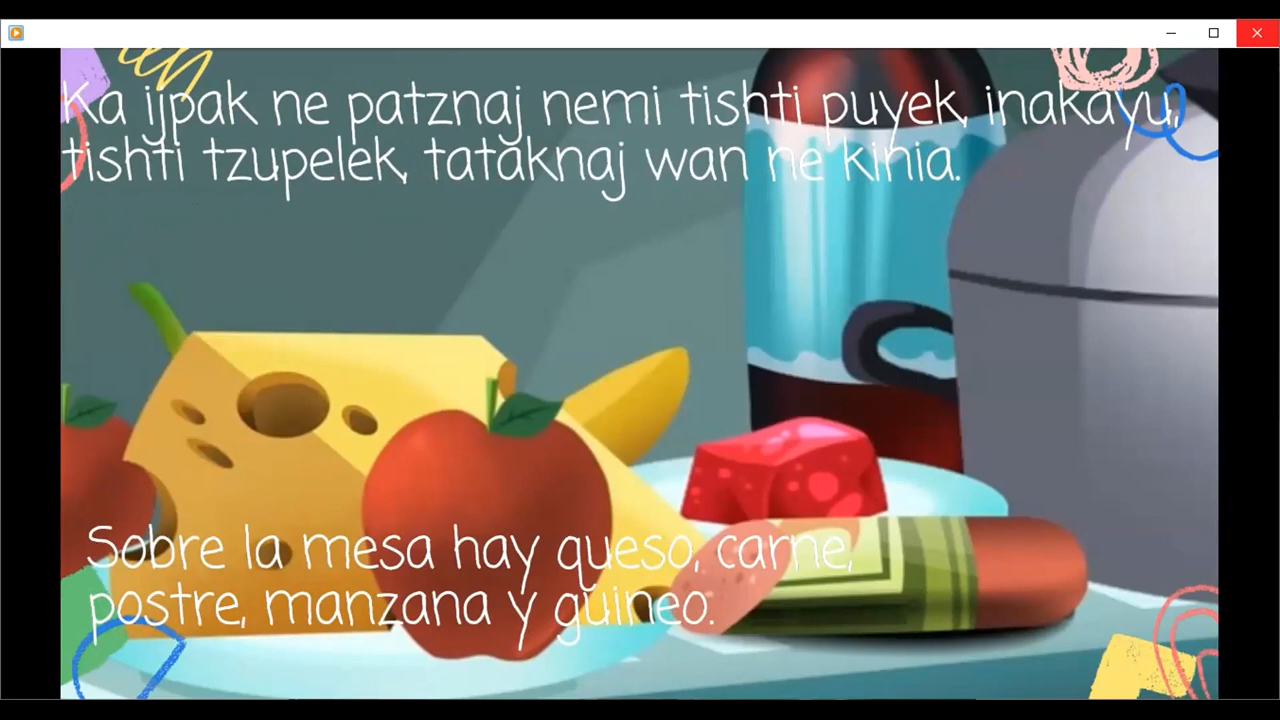 Ka ijpak ne patznaj nemi tishti puyek, inakayu,
tishti tzupelek, tataknaj wan ne kinia.
Sobre la mesa hay queso, carne,
postre, manzana y guineo.